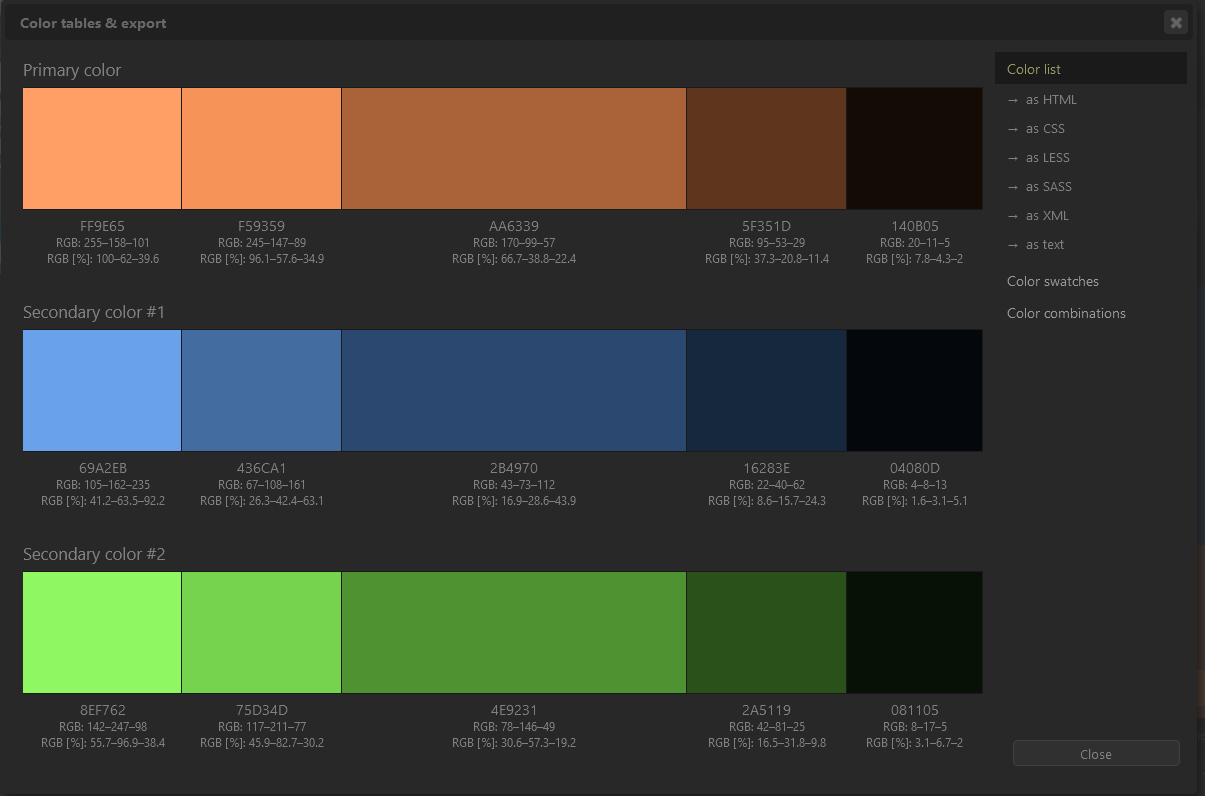 Color tables & export
Primary color
FF9E65
RGB: 255–158–101
RGB [%]: 100–62–39.6
F59359
RGB: 245–147–89
RGB [%]: 96.1–57.6–34.9
AA6339
RGB: 170–99–57
RGB [%]: 66.7–38.8–22.4
5F351D
RGB: 95–53–29
RGB [%]: 37.3–20.8–11.4
140B05
RGB: 20–11–5
RGB [%]: 7.8–4.3–2
Secondary color #1
69A2EB
RGB: 105–162–235
RGB [%]: 41.2–63.5–92.2
436CA1
RGB: 67–108–161
RGB [%]: 26.3–42.4–63.1
2B4970
RGB: 43–73–112
RGB [%]: 16.9–28.6–43.9
16283E
RGB: 22–40–62
RGB [%]: 8.6–15.7–24.3
04080D
RGB: 4–8–13
RGB [%]: 1.6–3.1–5.1
Secondary color #2
8EF762
RGB: 142–247–98
RGB [%]: 55.7–96.9–38.4
75D34D
RGB: 117–211–77
RGB [%]: 45.9–82.7–30.2
4E9231
RGB: 78–146–49
RGB [%]: 30.6–57.3–19.2
2A5119
RGB: 42–81–25
RGB [%]: 16.5–31.8–9.8
081105
RGB: 8–17–5
RGB [%]: 3.1–6.7–2
Color list
→ as HTML
→ as CSS
→ as LESS
→ as SASS
→ as XML
→ as text
Color swatches
Color combinations
Close